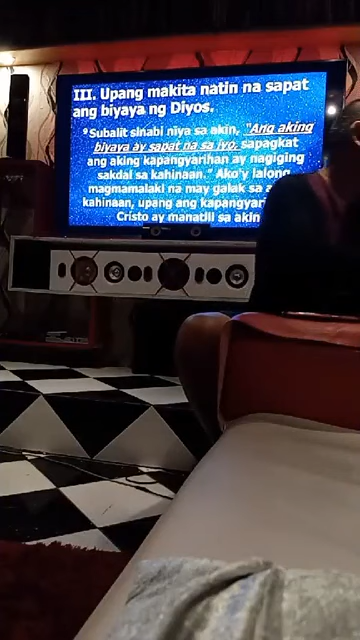 III. Upang makita natin na sapat
ang biyaya ng Diyos.
9 Subalit sinabi niya sa akin, "Ang aking
biyaya ay sapat na sa iyo, sapagkat
ang aking kapangyarihan ay nagiging
sakdal sa kahinaan." Ako'y lalong
magmamalaki na may galak sa
kahinaan, upang ang
Cristo ay manatili sa akin